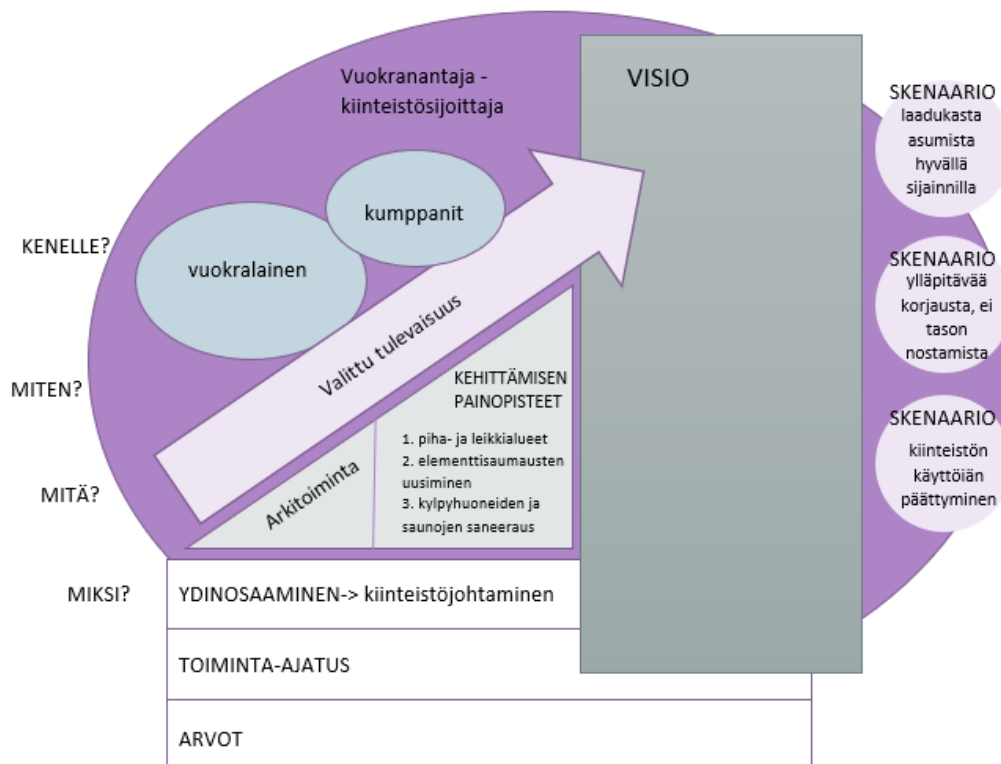 Vuokranantaja -
kiinteistösijoittaja
VISIO
SKENAARIO
laadukasta
asumista
hyvällä
sijainnilla
kumppanit
KENELLE?
vuokralainen
SKENAARIO
ylläpitävää
korjausta, ei
tason
nostamista
Valittu tulevaisuus
MITEN?
KEHITTÄMISEN
PAINOPISTEET
1. piha- ja leikkialueet
2. elementtisaumausten
uusiminen
3. kylpyhuoneiden ja
saunojen saneeraus
SKENAARIO
kiinteistön
käyttöiän
päättyminen
MITÄ?
Arkitoiminta
MIKSI?
YDINOSAAMINEN-> kiinteistöjohtaminen
TOIMINTA-AJATUS
ARVOT